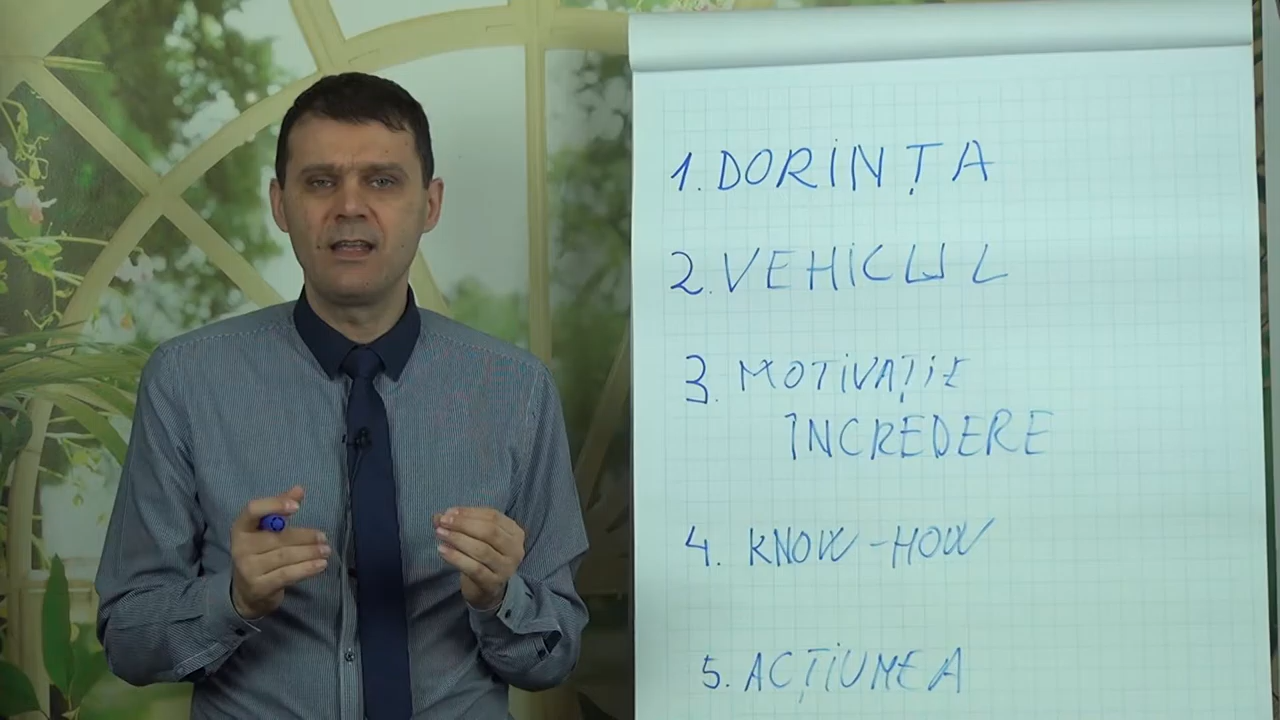 1. DORINȚA
2. VEHICUL
3. MOTIVAȚIE
ÎNCREDERE
4. KNOW-HOW
5. ACȚIUNEA